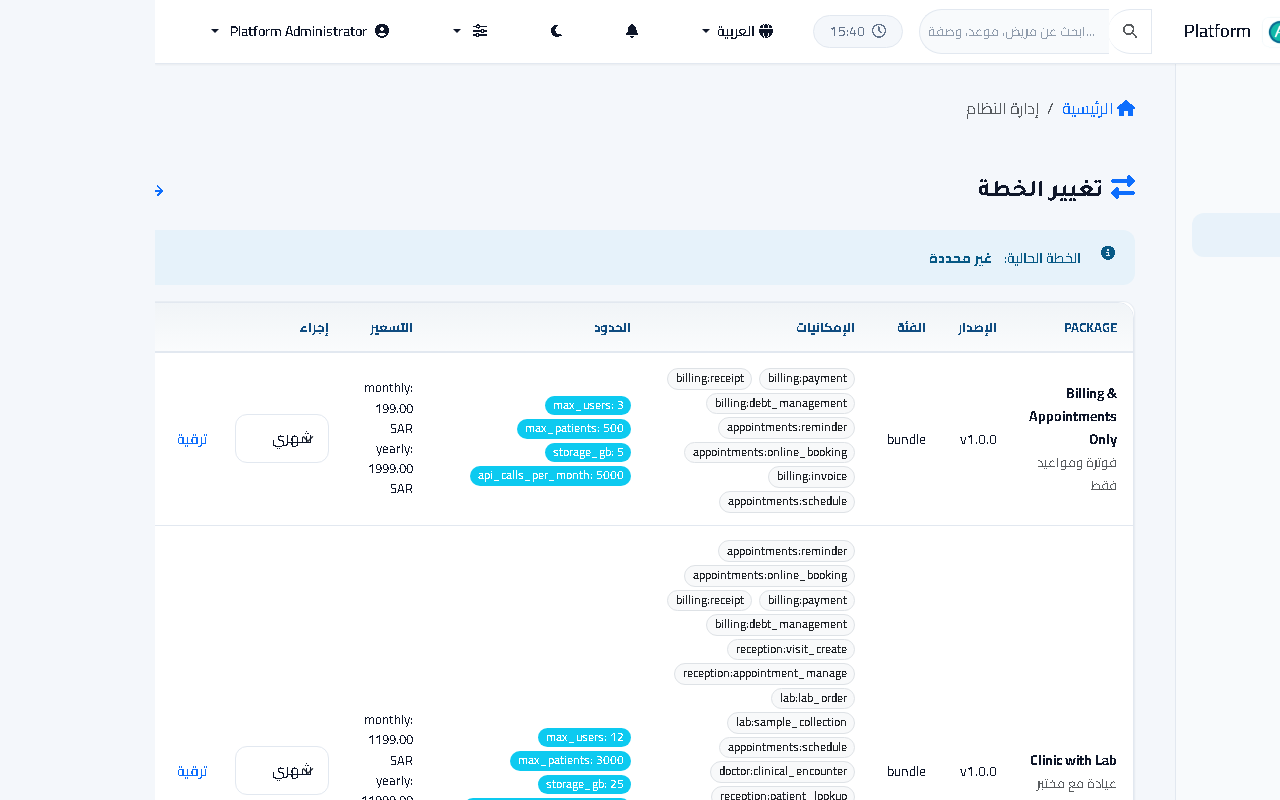 Platform
ابحث عن مريض، موعد، وصفة...
15:40
العربية
Platform Administrator
الرئيسية / إدارة النظام
تغيير الخطة
الخطة الحالية: غير محددة
PACKAGE الإصدار الفئة الإمكانيات الحدود التسعير إجراء
Billing &
Appointments
Only
فوترة ومواعيد
فقط
v1.0.0
bundle
billing:payment billing:receipt
billing:debt_management
appointments:reminder
appointments:online_booking
billing:invoice
appointments:schedule
max_users: 3
max_patients: 500
storage_gb: 5
api_calls_per_month: 5000
monthly:
199.00
SAR
yearly:
1999.00
SAR
شهري
ترقية
Clinic with Lab
عيادة مع مختبر
v1.0.0
bundle
appointments:reminder
appointments:online_booking
billing:payment billing:receipt
billing:debt_management
reception:visit_create
reception:appointment_manage
lab:lab_order
lab:sample_collection
appointments:schedule
doctor:clinical_encounter
reception:patient_lookup
max_users: 12
max_patients: 3000
storage_gb: 25
monthly:
1199.00
SAR
yearly:
شهري
ترقية